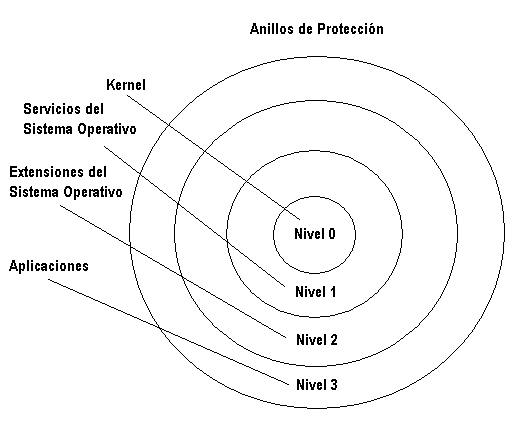 Anillos de Protección
Kernel
Servicios del
Sistema Operativo
Extensiones del
Sistema Operativo
Aplicaciones
Nivel 0
Nivel 1
Nivel 2
Nivel 3